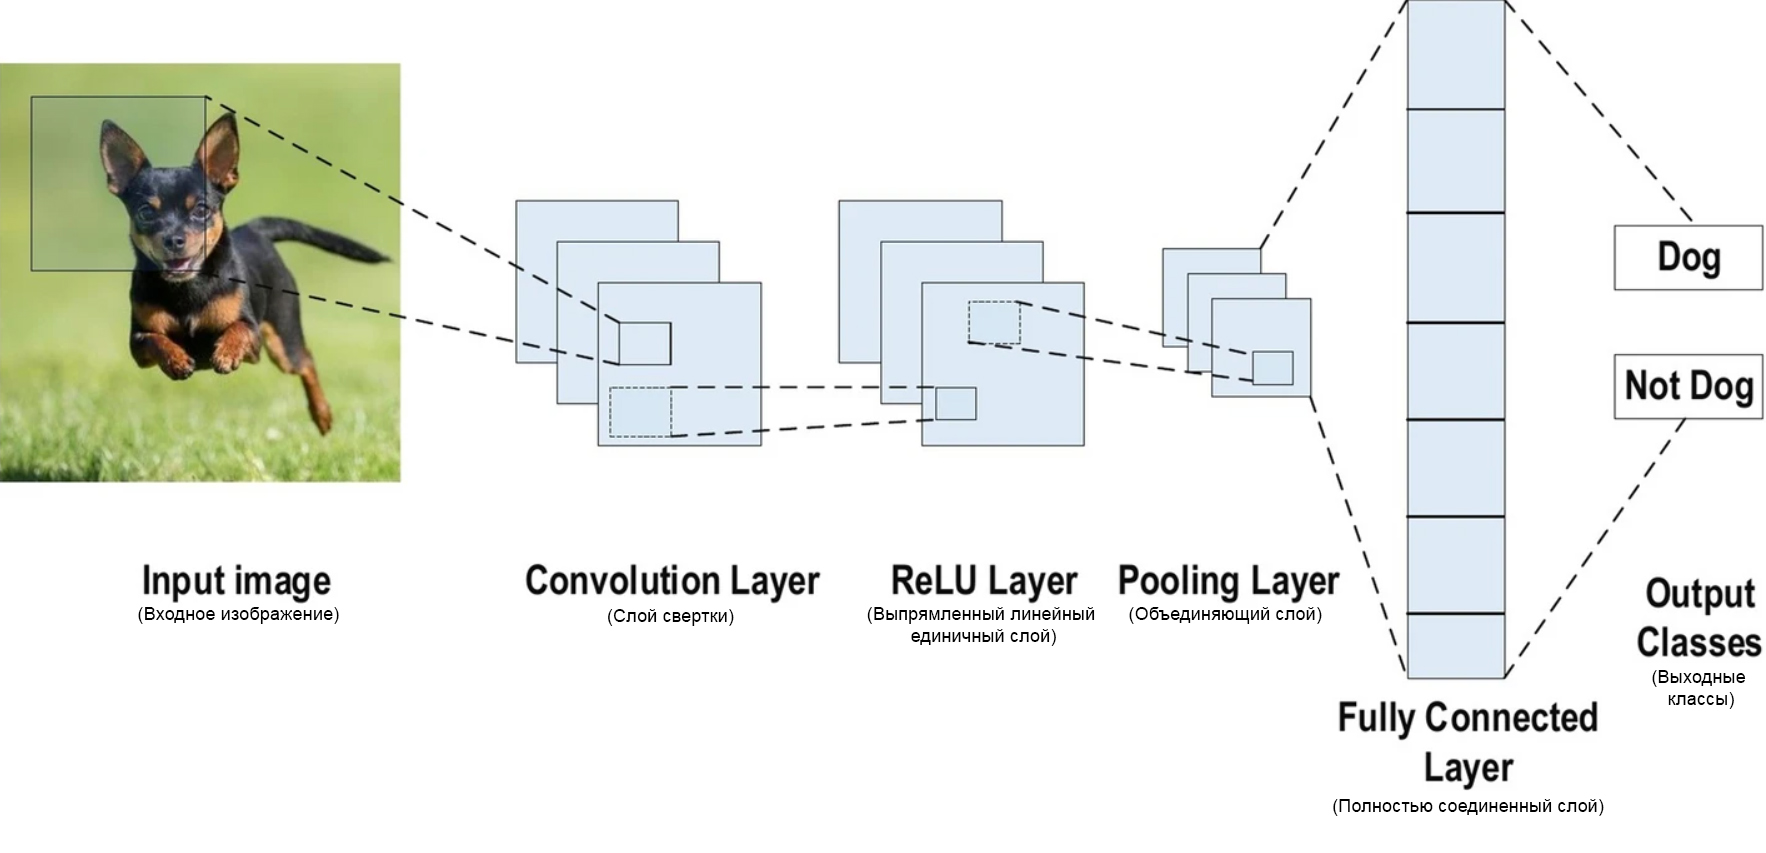 Input image
(Входное изображение)
Convolution Layer
(Слой свертки)
ReLU Layer
(Выпрямленный линейный
единичный слой)
Pooling Layer
(Объединяющий слой)
Fully Connected
Layer
(Полностью соединенный слой)
Dog
Not Dog
Output
Classes
(Выходные
классы)